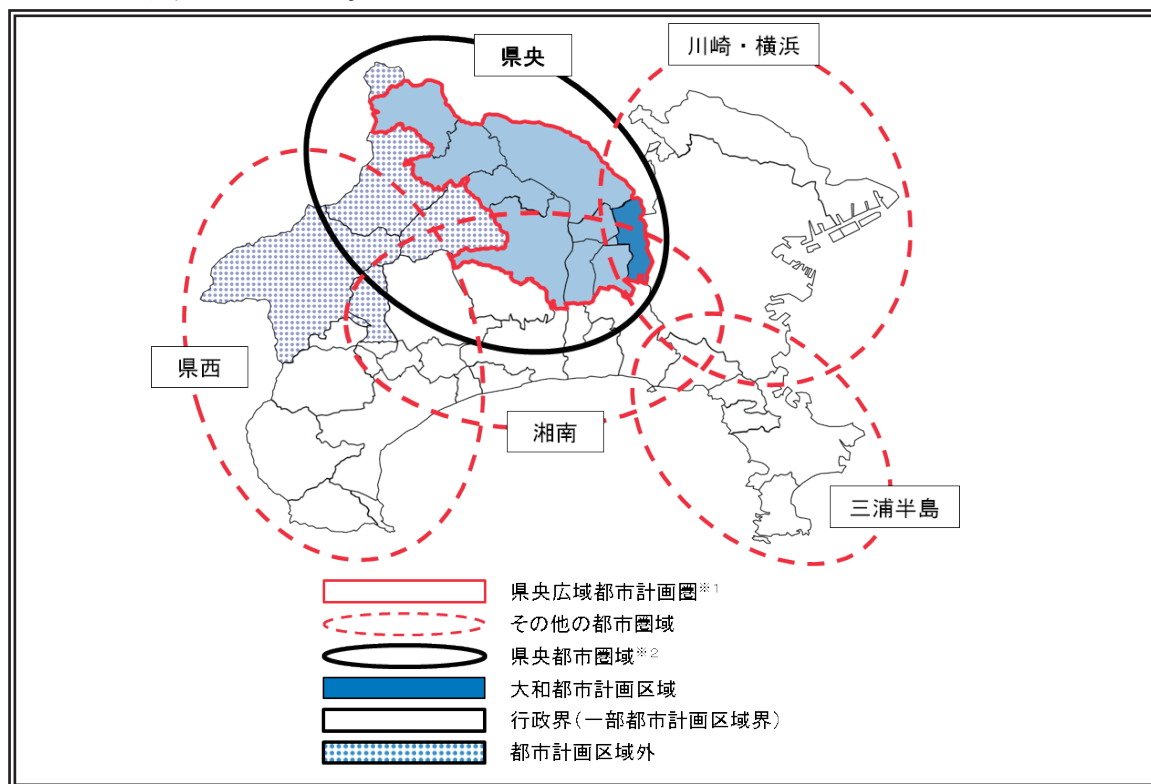 県央
川崎・横浜
県西
湘南
三浦半島
県央広域都市計画圏※1
その他の都市圏域
県央都市圏域※2
大和都市計画区域
行政界(一部都市計画区域界)
都市計画区域外